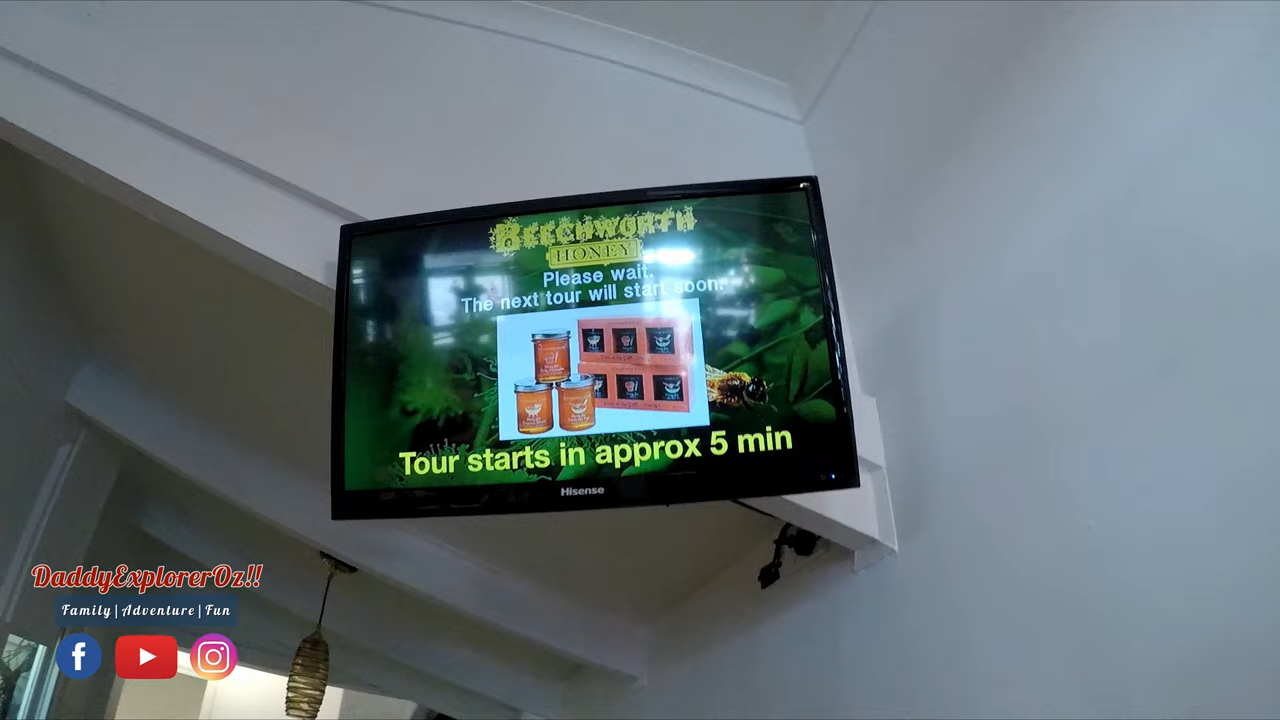 BEECHWORTH
HONEY
Please wait.
The next tour will start soon.
Tour starts in approx 5 min
Hisense
DaddyExplorerOz!!
Family | Adventure | Fun